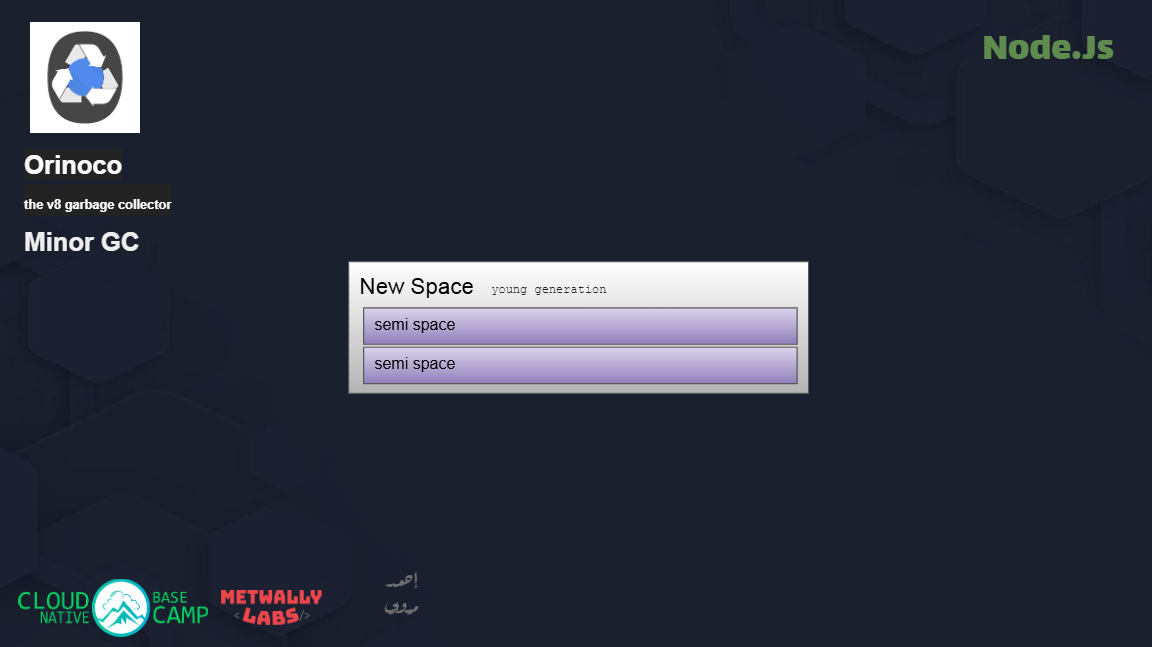 Node.Js
Orinoco
the v8 garbage collector
Minor GC
New Space young generation
semi space
semi space
CLOUD NATIVE BASE CAMP
METWALLY
<LABS/>
أحمد